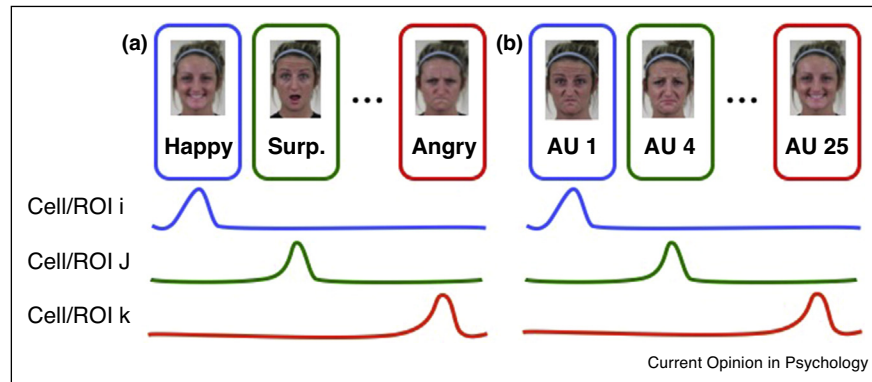 (a)
Happy
Surp.
...
Angry
(b)
AU 1
AU 4
...
AU 25
Cell/ROI i
Cell/ROI J
Cell/ROI k
Current Opinion in Psychology